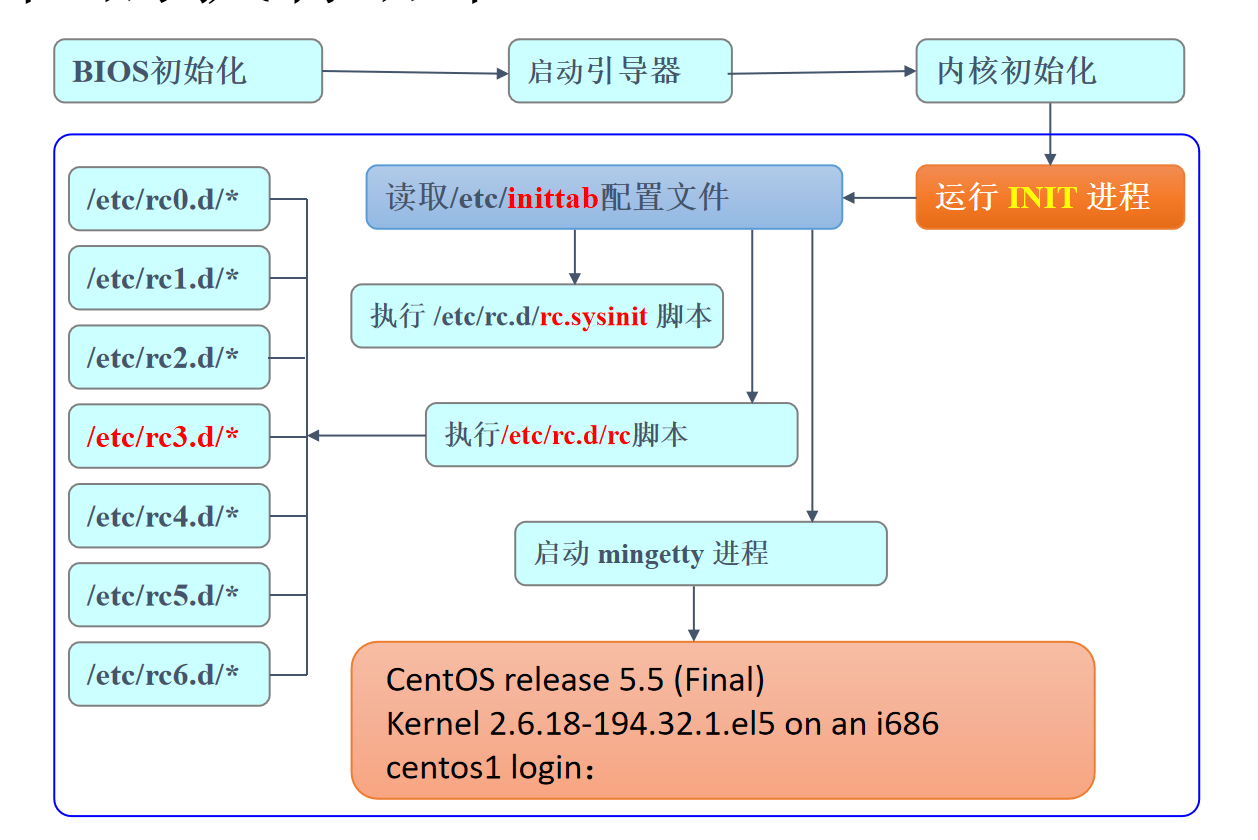 BIOS初始化
启动引导器
内核初始化
运行 INIT 进程
读取/etc/inittab配置文件
执行 /etc/rc.d/rc.sysinit 脚本
执行/etc/rc.d/rc脚本
/etc/rc0.d/*
/etc/rc1.d/*
/etc/rc2.d/*
/etc/rc3.d/*
/etc/rc4.d/*
/etc/rc5.d/*
/etc/rc6.d/*
启动 mingetty 进程
CentOS release 5.5 (Final)
Kernel 2.6.18-194.32.1.el5 on an i686
centos1 login：